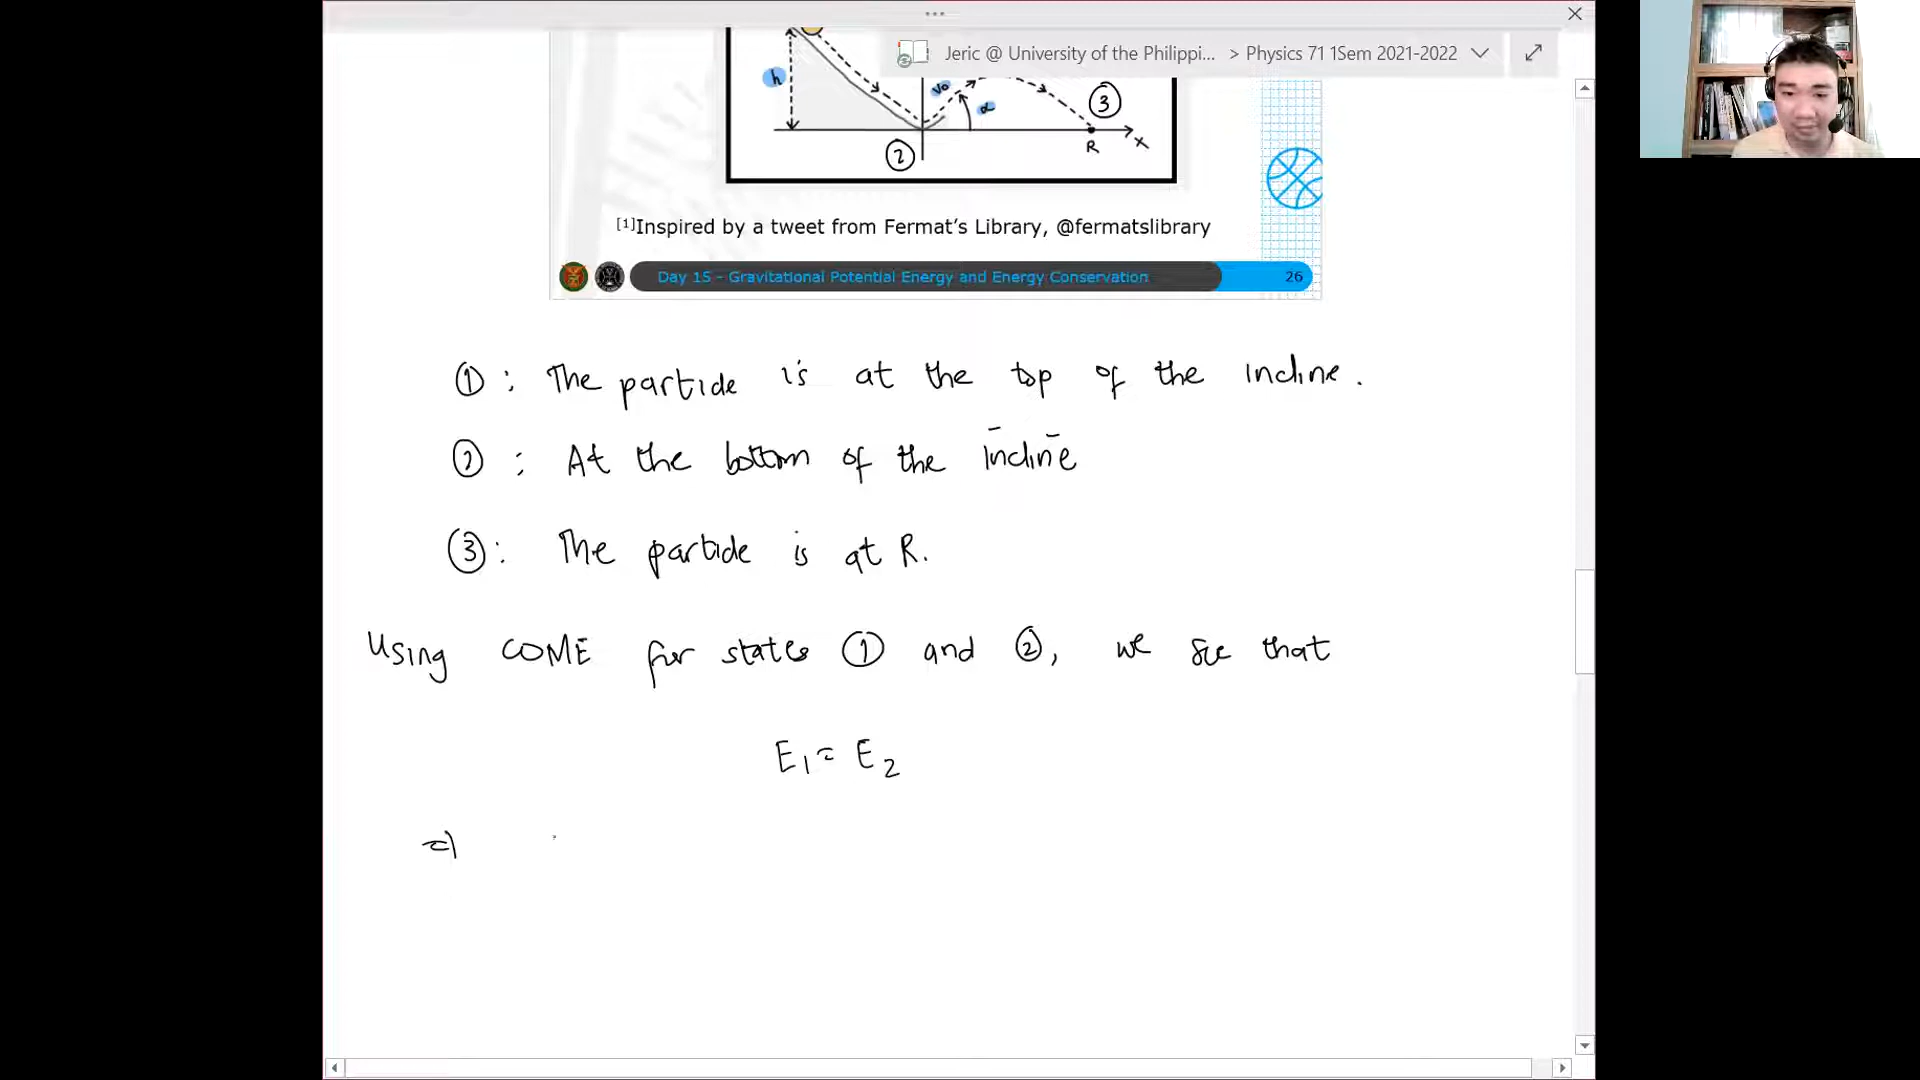 Jeric @ University of the Philippi... > Physics 71 1Sem 2021-2022
h
v₀
α
③
②
R
x
[1]Inspired by a tweet from Fermat's Library, @fermatslibrary
Day 15 – Gravitational Potential Energy and Energy Conservation 26
① : The particle is at the top of the incline.
② : At the bottom of the incline
③ : The particle is at R.
Using COME for states ① and ②, we see that
E₁ = E₂
⇒